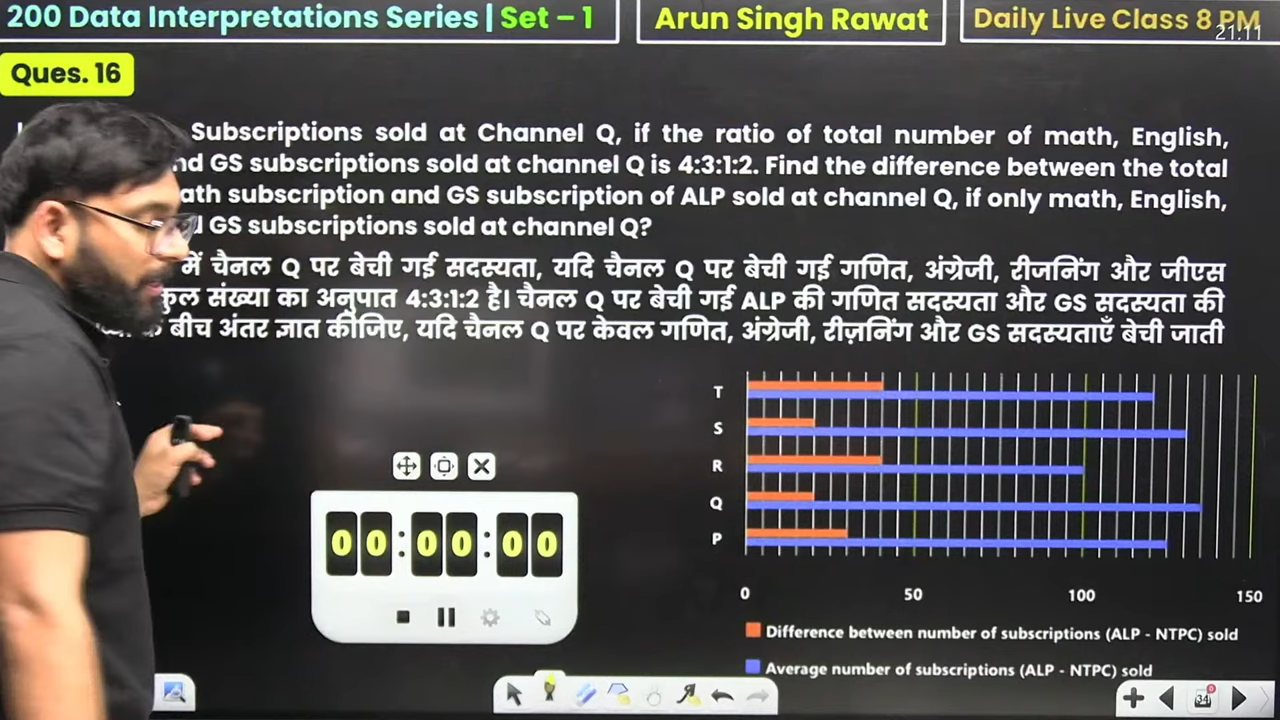 200 Data Interpretations Series | Set – 1
Arun Singh Rawat
Daily Live Class 8 PM
21:11
Ques. 16
Subscriptions sold at Channel Q, if the ratio of total number of math, English,
GS subscriptions sold at channel Q is 4:3:1:2. Find the difference between the total
subscription and GS subscription of ALP sold at channel Q, if only math, English,
GS subscriptions sold at channel Q?
में चैनल Q पर बेची गई सदस्यता, यदि चैनल Q पर बेची गई गणित, अंग्रेजी, रीजनिंग और जीएस
कुल संख्या का अनुपात 4:3:1:2 है। चैनल Q पर बेची गई ALP की गणित सदस्यता और GS सदस्यता की
बीच अंतर ज्ञात कीजिए, यदि चैनल Q पर केवल गणित, अंग्रेजी, रीज़निंग और GS सदस्यताएँ बेची जाती
T
S
R
Q
P
0 50 100 150
00:00:00
Difference between number of subscriptions (ALP - NTPC) sold
Average number of subscriptions (ALP - NTPC) sold
34